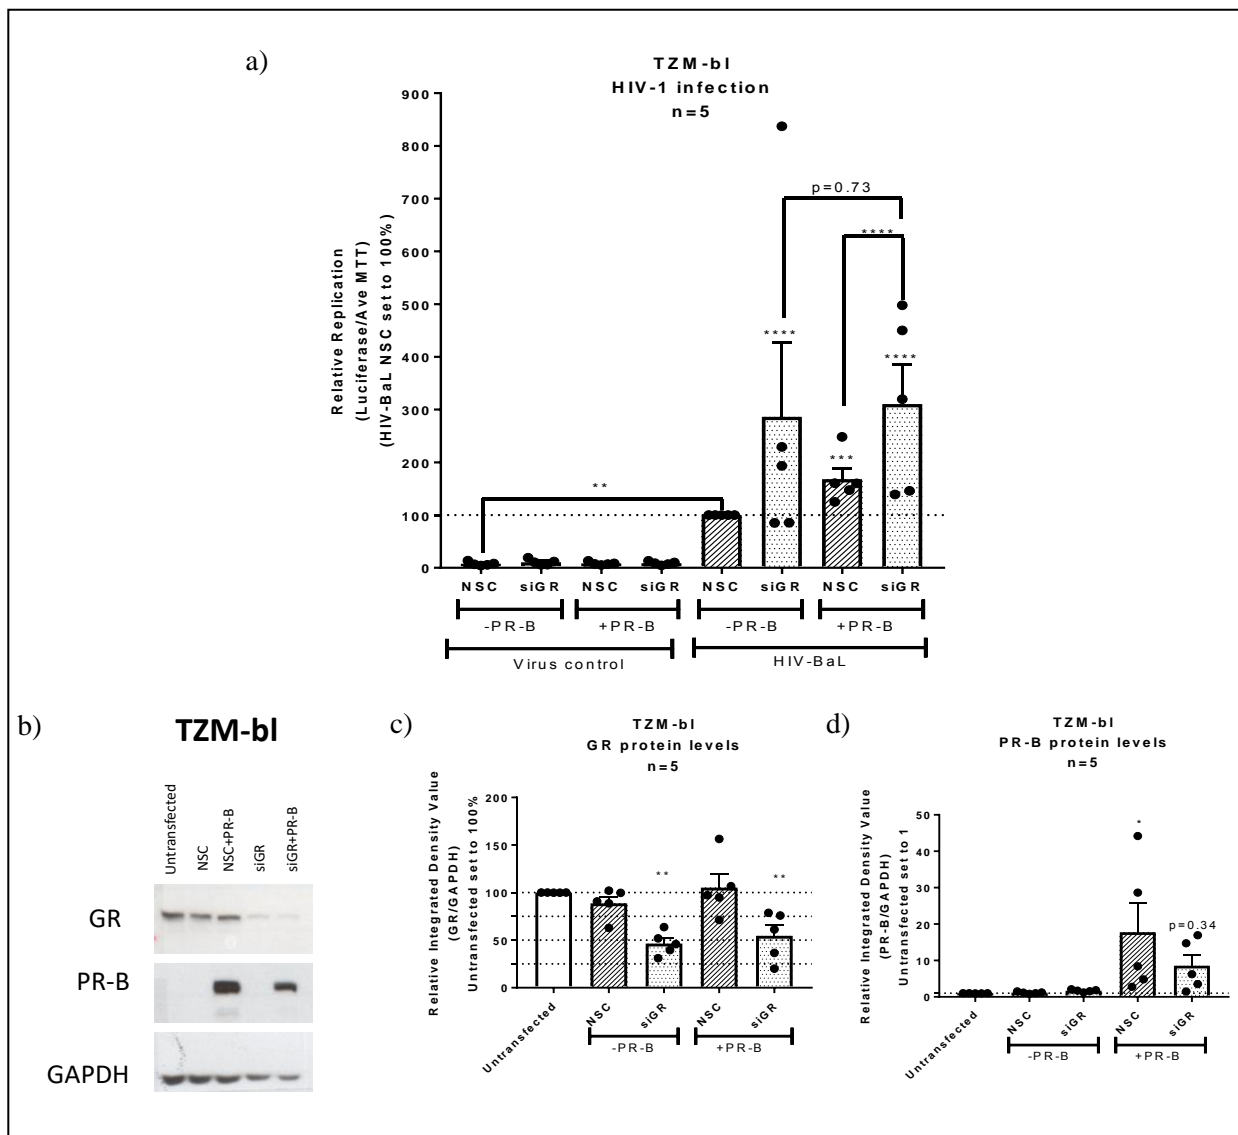 a)
TZM-bl
HIV-1 infection
n=5
Relative Replication
(Luciferase/Ave MTT)
(HIV-BaL NSC set to 100%)
900
800
700
600
500
400
300
200
100
0
p=0.73
****
****
****
***
**
NSC siGR NSC siGR NSC siGR NSC siGR
-PR-B +PR-B -PR-B +PR-B
Virus control HIV-BaL
b)
TZM-bl
Untransfected
NSC
NSC+PR-B
siGR
siGR+PR-B
GR
PR-B
GAPDH
c)
TZM-bl
GR protein levels
n=5
Relative Integrated Density Value
(GR/GAPDH)
Untransfected set to 100%
200
150
100
50
0
** **
Untransfected NSC siGR NSC siGR
-PR-B +PR-B
d)
TZM-bl
PR-B protein levels
n=5
Relative Integrated Density Value
(PR-B/GAPDH)
Untransfected set to 1
50
40
30
20
10
0
*
p=0.34
Untransfected NSC siGR NSC siGR
-PR-B +PR-B